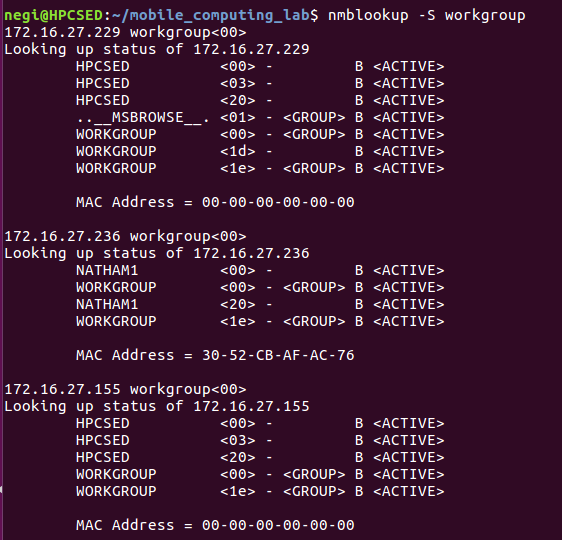 negi@HPCSED:~/mobile_computing_lab$ nmblookup -S workgroup
172.16.27.229 workgroup<00>
Looking up status of 172.16.27.229
        HPCSED          <00> -         B <ACTIVE>
        HPCSED          <03> -         B <ACTIVE>
        HPCSED          <20> -         B <ACTIVE>
        ..__MSBROWSE__. <01> - <GROUP> B <ACTIVE>
        WORKGROUP       <00> - <GROUP> B <ACTIVE>
        WORKGROUP       <1d> -         B <ACTIVE>
        WORKGROUP       <1e> - <GROUP> B <ACTIVE>

        MAC Address = 00-00-00-00-00-00

172.16.27.236 workgroup<00>
Looking up status of 172.16.27.236
        NATHAM1         <00> -         B <ACTIVE>
        WORKGROUP       <00> - <GROUP> B <ACTIVE>
        NATHAM1         <20> -         B <ACTIVE>
        WORKGROUP       <1e> - <GROUP> B <ACTIVE>

        MAC Address = 30-52-CB-AF-AC-76

172.16.27.155 workgroup<00>
Looking up status of 172.16.27.155
        HPCSED          <00> -         B <ACTIVE>
        HPCSED          <03> -         B <ACTIVE>
        HPCSED          <20> -         B <ACTIVE>
        WORKGROUP       <00> - <GROUP> B <ACTIVE>
        WORKGROUP       <1e> - <GROUP> B <ACTIVE>

        MAC Address = 00-00-00-00-00-00